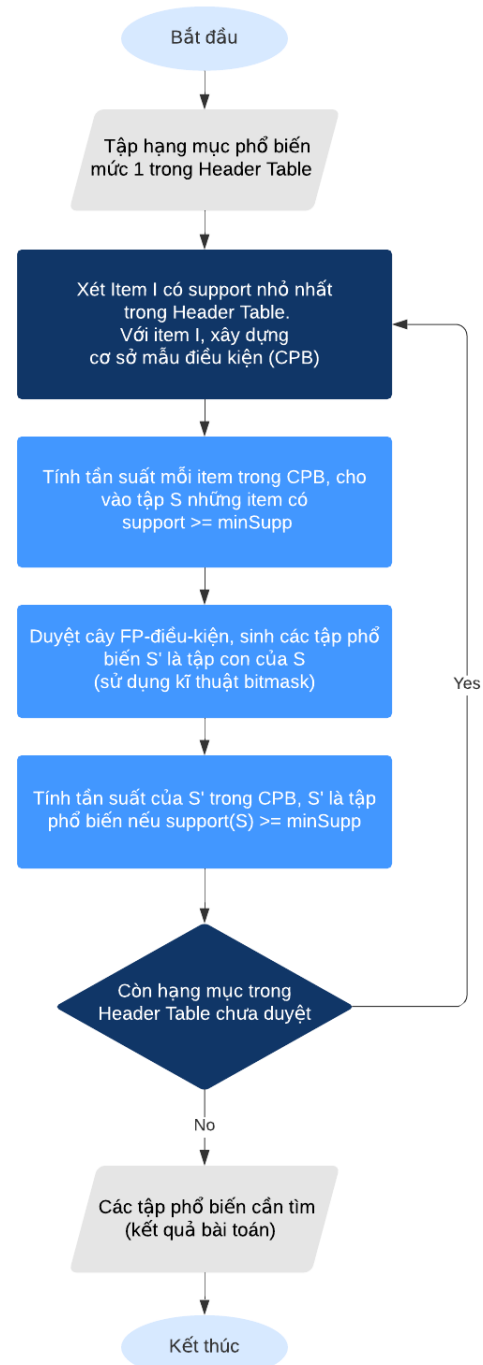 Bắt đầu
Tập hạng mục phổ biến
mức 1 trong Header Table
Xét Item I có support nhỏ nhất
trong Header Table.
Với item I, xây dựng
cơ sở mẫu điều kiện (CPB)
Tính tần suất mỗi item trong CPB, cho
vào tập S những item có
support >= minSupp
Duyệt cây FP-điều-kiện, sinh các tập phổ
biến S' là tập con của S
(sử dụng kĩ thuật bitmask)
Yes
Tính tần suất của S' trong CPB, S' là tập
phổ biến nếu support(S) >= minSupp
Còn hạng mục trong
Header Table chưa duyệt
No
Các tập phổ biến cần tìm
(kết quả bài toán)
Kết thúc